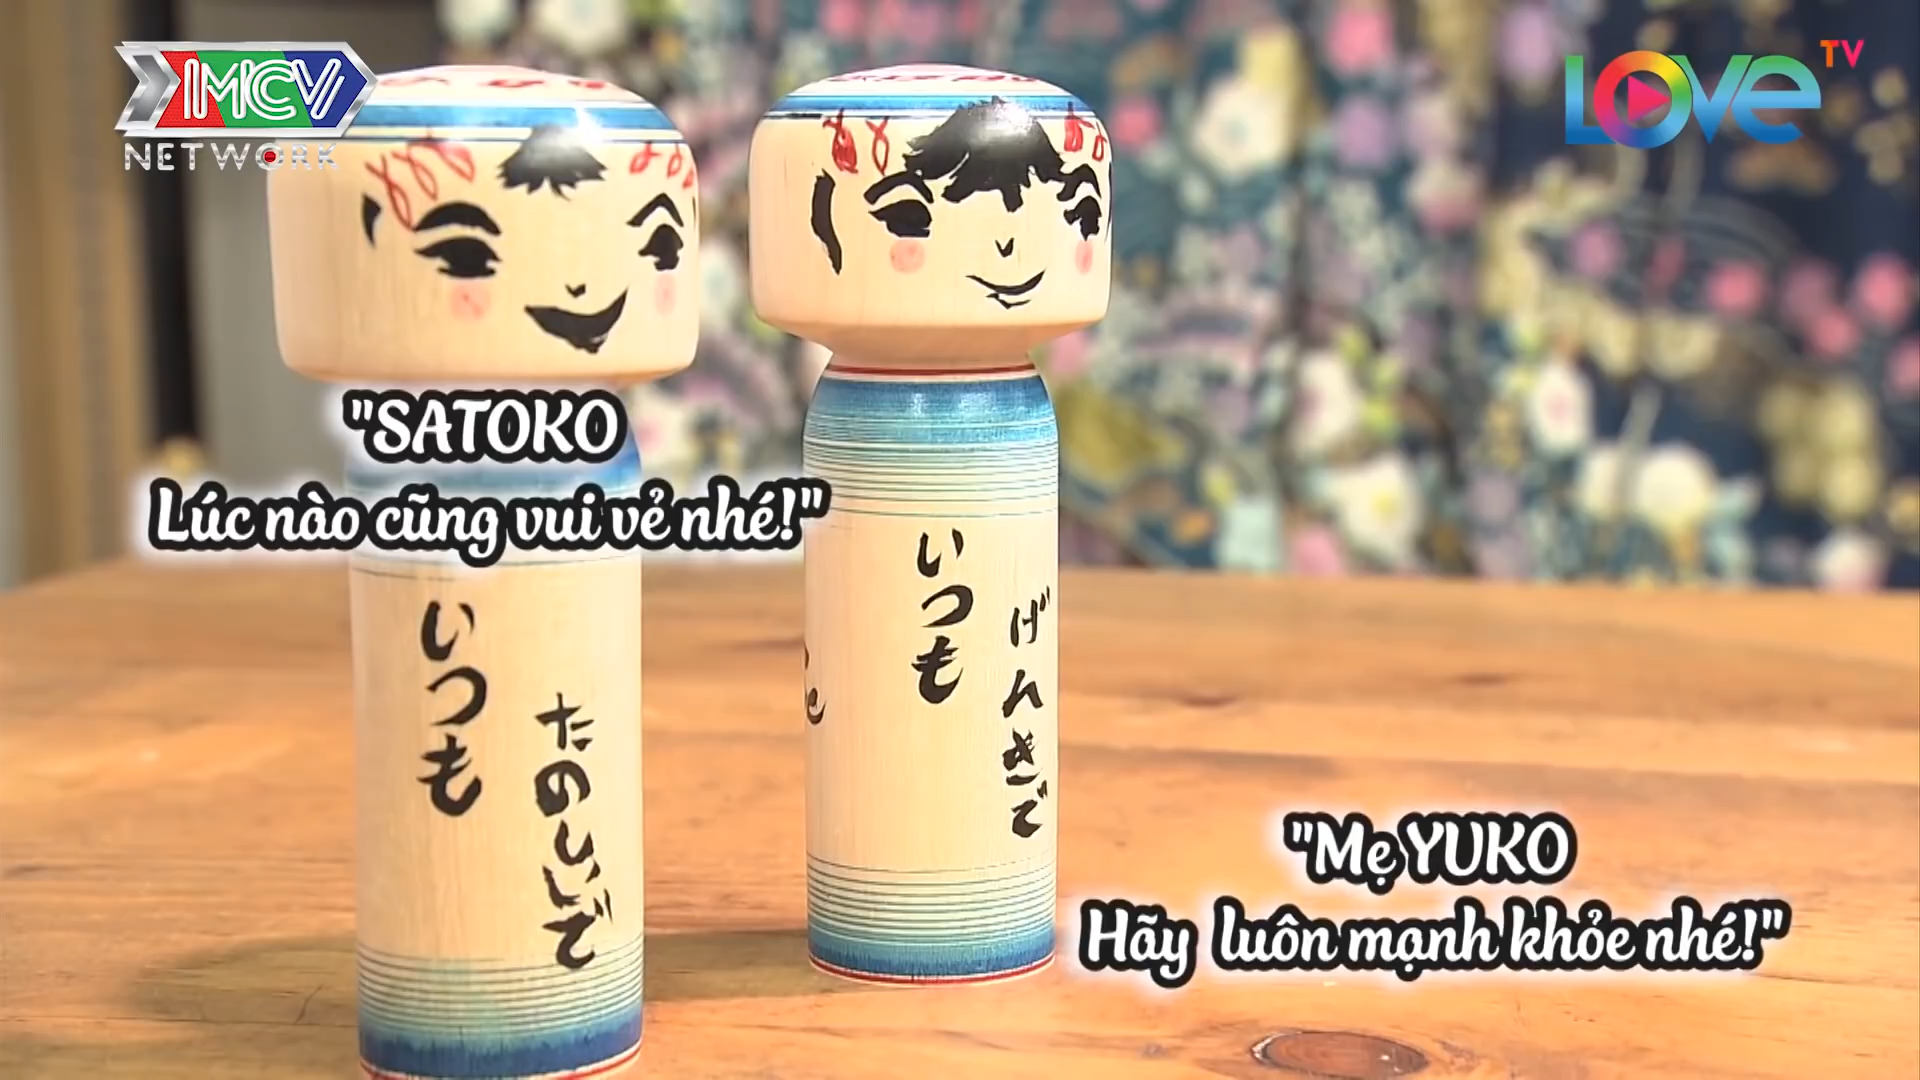 MCV
NETWORK
LOVE TV
"SATOKO
Lúc nào cũng vui vẻ nhé!"
いつも
たのしいで
いつも
げんきで
"Mẹ YUKO
Hãy luôn mạnh khỏe nhé!"